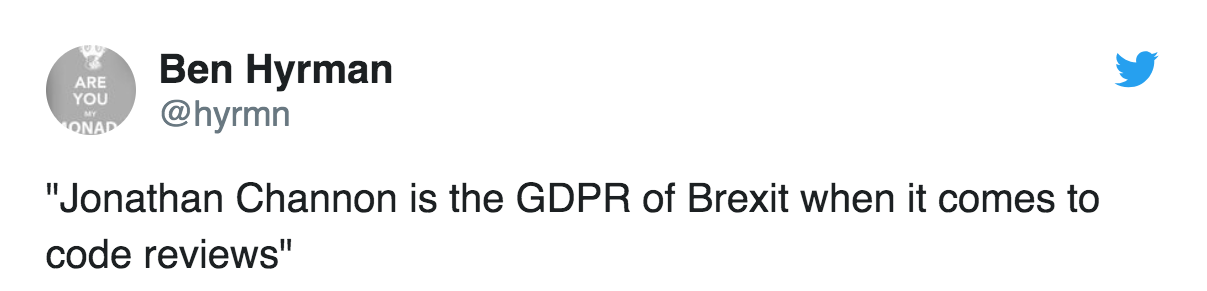 Ben Hyrman
@hyrmn
ARE
YOU
MY
ONAD
"Jonathan Channon is the GDPR of Brexit when it comes to
code reviews"